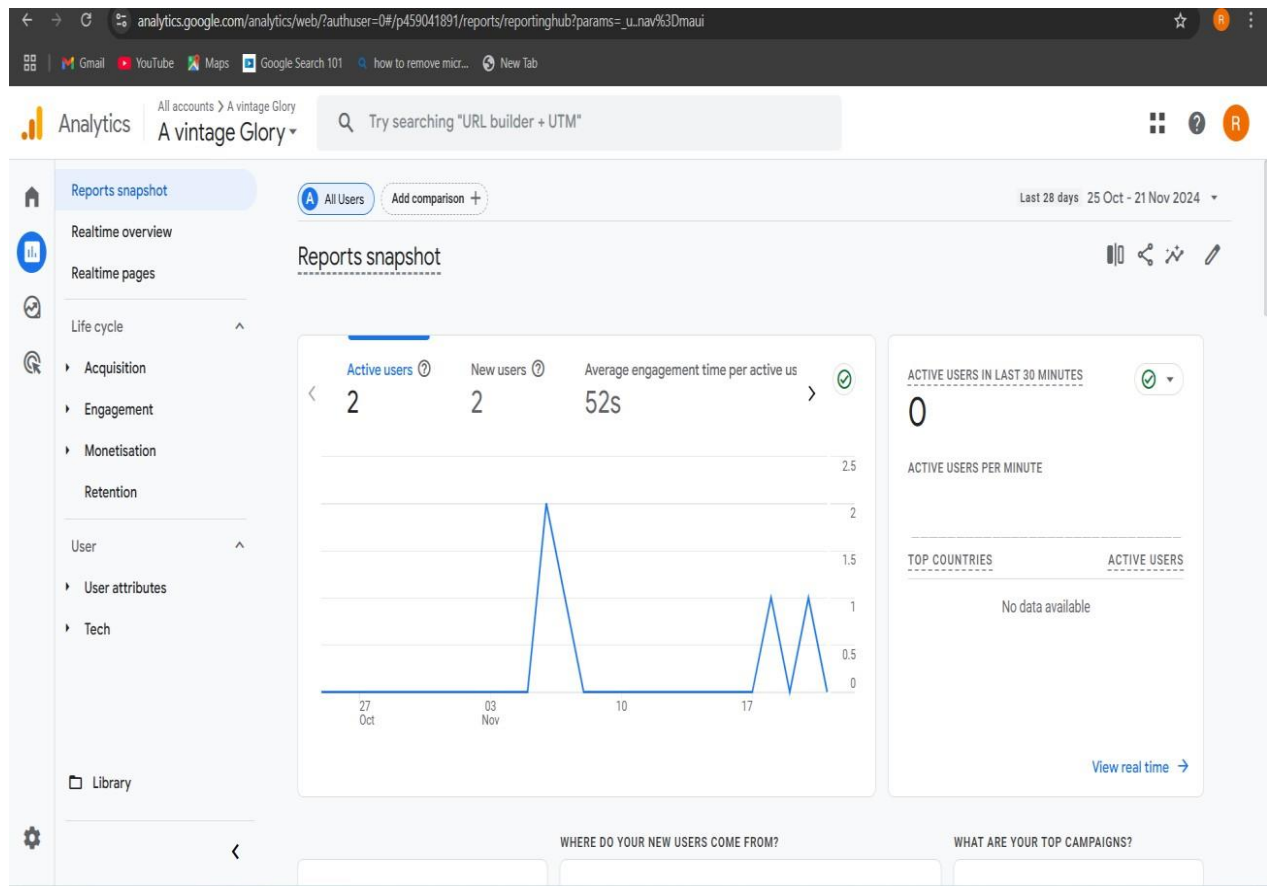 analytics.google.com/analytics/web/?authuser=0#/p459041891/reports/reportinghub?params=_u..nav%3Dmaui
R
Gmail YouTube Maps Google Search 101 how to remove micr... New Tab
All accounts > A vintage Glory
Analytics A vintage Glory
Try searching "URL builder + UTM"
R
Reports snapshot
Realtime overview
Realtime pages
Life cycle
Acquisition
Engagement
Monetisation
Retention
User
User attributes
Tech
Library
A All Users Add comparison +
Last 28 days 25 Oct - 21 Nov 2024
Reports snapshot
Active users New users Average engagement time per active us
2 2 52s
2.5
2
1.5
1
0.5
0
27 03 10 17
Oct Nov
ACTIVE USERS IN LAST 30 MINUTES
0
ACTIVE USERS PER MINUTE
TOP COUNTRIES ACTIVE USERS
No data available
View real time
WHERE DO YOUR NEW USERS COME FROM?
WHAT ARE YOUR TOP CAMPAIGNS?